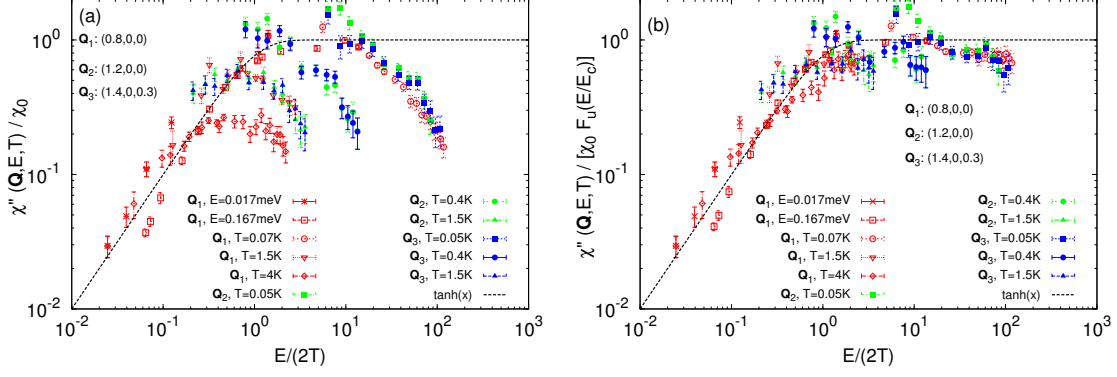 (a)
Q1: (0.8,0,0)
Q2: (1.2,0,0)
Q3: (1.4,0,0.3)
10^0
10^-1
10^-2
χ'' (Q,E,T) / χ0
Q1, E=0.017meV
Q1, E=0.167meV
Q1, T=0.07K
Q1, T=1.5K
Q1, T=4K
Q2, T=0.05K
Q2, T=0.4K
Q2, T=1.5K
Q3, T=0.05K
Q3, T=0.4K
Q3, T=1.5K
tanh(x)
10^-2 10^-1 10^0 10^1 10^2 10^3
E/(2T)
(b)
10^0
10^-1
10^-2
χ'' (Q,E,T) / [χ0 Fu(E/Eo)]
Q1: (0.8,0,0)
Q2: (1.2,0,0)
Q3: (1.4,0,0.3)
Q1, E=0.017meV
Q1, E=0.167meV
Q1, T=0.07K
Q1, T=1.5K
Q1, T=4K
Q2, T=0.05K
Q2, T=0.4K
Q2, T=1.5K
Q3, T=0.05K
Q3, T=0.4K
Q3, T=1.5K
tanh(x)
10^-2 10^-1 10^0 10^1 10^2 10^3
E/(2T)